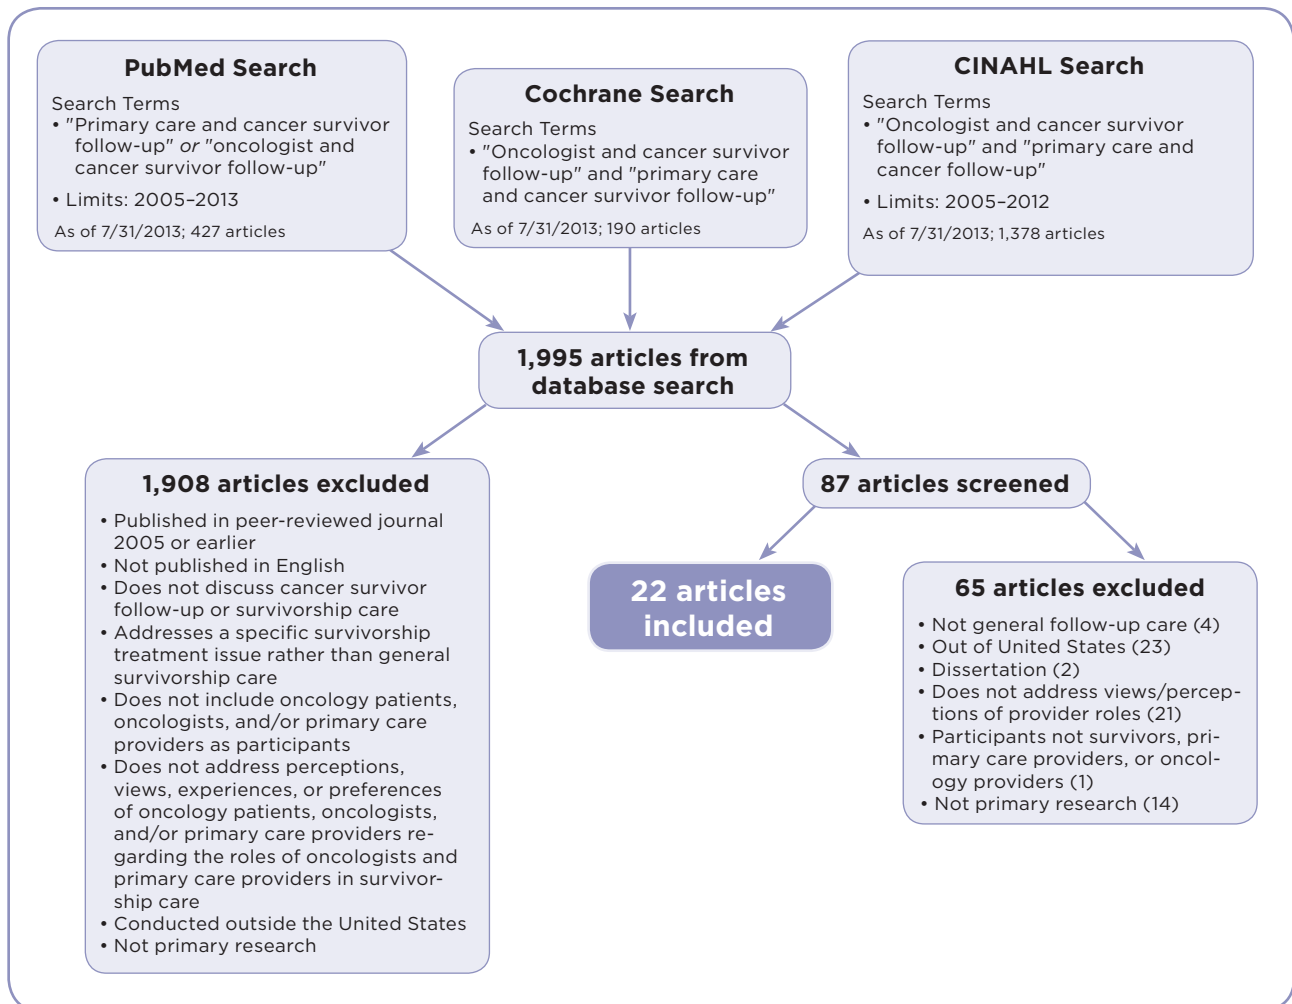 PubMed Search
Search Terms
• "Primary care and cancer survivor
follow-up" or "oncologist and
cancer survivor follow-up"
• Limits: 2005–2013
As of 7/31/2013; 427 articles
Cochrane Search
Search Terms
• "Oncologist and cancer survivor
follow-up" and "primary care
and cancer survivor follow-up"
As of 7/31/2013; 190 articles
CINAHL Search
Search Terms
• "Oncologist and cancer survivor
follow-up" and "primary care and
cancer follow-up"
• Limits: 2005–2012
As of 7/31/2013; 1,378 articles
1,995 articles from
database search
1,908 articles excluded
• Published in peer-reviewed journal
2005 or earlier
• Not published in English
• Does not discuss cancer survivor
follow-up or survivorship care
• Addresses a specific survivorship
treatment issue rather than general
survivorship care
• Does not include oncology patients,
oncologists, and/or primary care
providers as participants
• Does not address perceptions,
views, experiences, or preferences
of oncology patients, oncologists,
and/or primary care providers re-
garding the roles of oncologists and
primary care providers in survivor-
ship care
• Conducted outside the United States
• Not primary research
87 articles screened
22 articles
included
65 articles excluded
• Not general follow-up care (4)
• Out of United States (23)
• Dissertation (2)
• Does not address views/percep-
tions of provider roles (21)
• Participants not survivors, pri-
mary care providers, or oncol-
ogy providers (1)
• Not primary research (14)